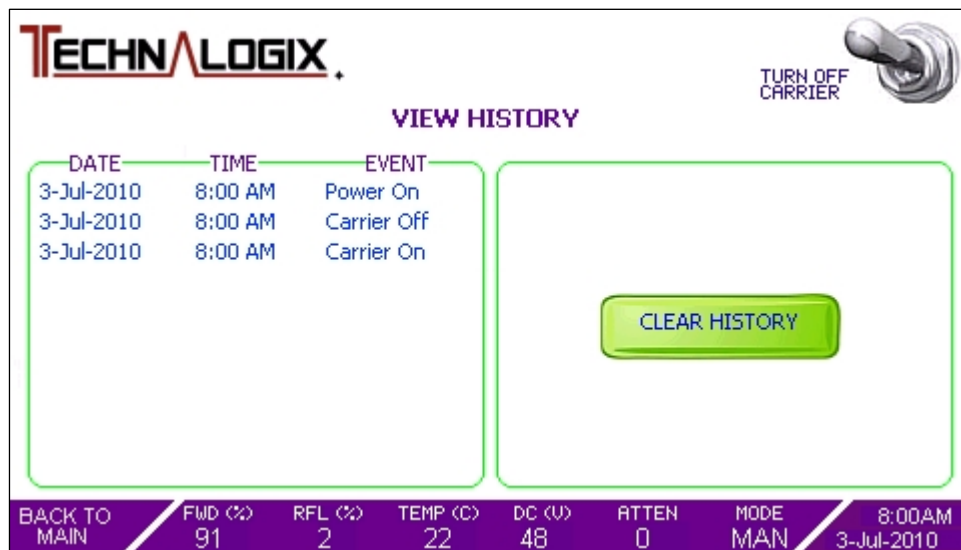 TECHNALOGIX.
TURN OFF
CARRIER
VIEW HISTORY
DATE TIME EVENT
3-Jul-2010 8:00 AM Power On
3-Jul-2010 8:00 AM Carrier Off
3-Jul-2010 8:00 AM Carrier On
CLEAR HISTORY
BACK TO
MAIN
FWD (%) RFL (%) TEMP (C) DC (V) ATTEN MODE
91 2 22 48 0 MAN
8:00AM
3-Jul-2010